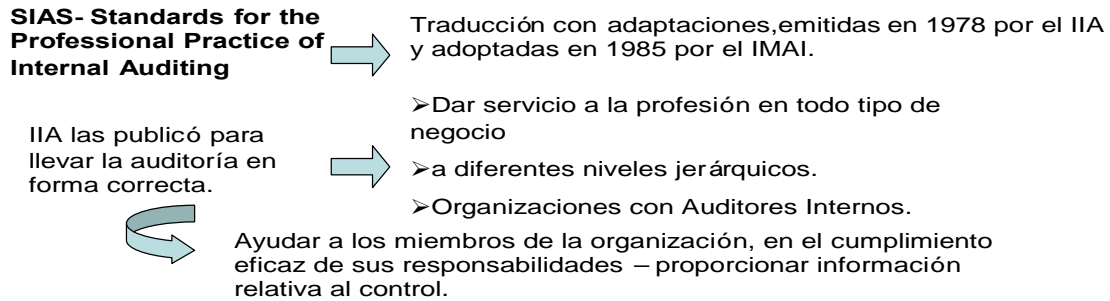 SIAS- Standards for the
Professional Practice of
Internal Auditing
Traducción con adaptaciones,emitidas en 1978 por el IIA
y adoptadas en 1985 por el IMAI.
IIA las publicó para
llevar la auditoría en
forma correcta.
➢Dar servicio a la profesión en todo tipo de
negocio
➢a diferentes niveles jerárquicos.
➢Organizaciones con Auditores Internos.
Ayudar a los miembros de la organización, en el cumplimiento
eficaz de sus responsabilidades – proporcionar información
relativa al control.